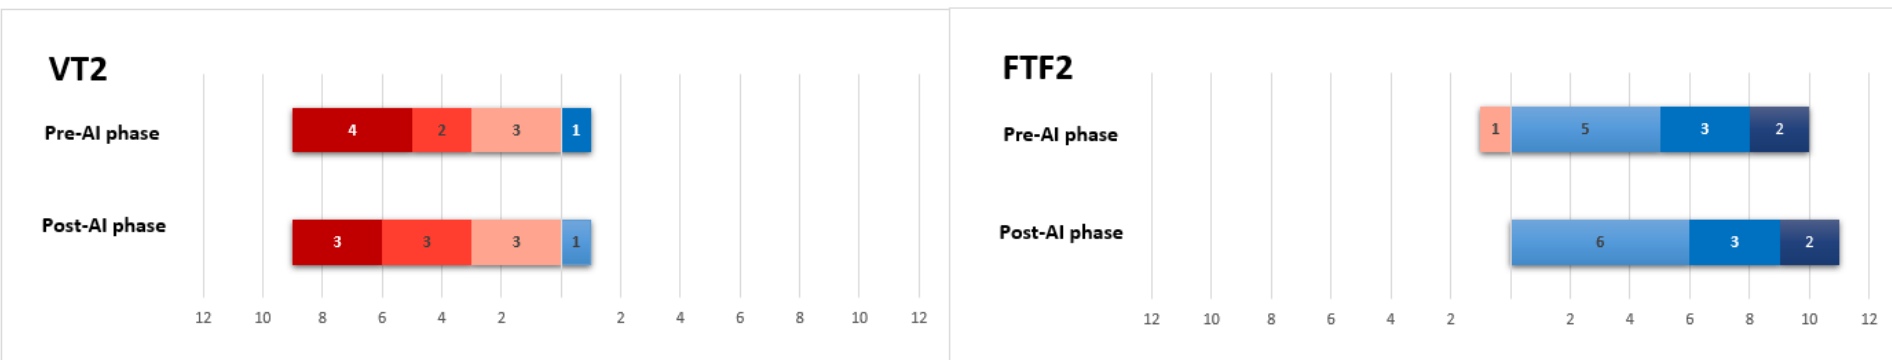 VT2
Pre-AI phase
4 2 3 1
Post-AI phase
3 3 3 1
12 10 8 6 4 2 2 4 6 8 10 12
FTF2
Pre-AI phase
1 5 3 2
Post-AI phase
6 3 2
12 10 8 6 4 2 2 4 6 8 10 12